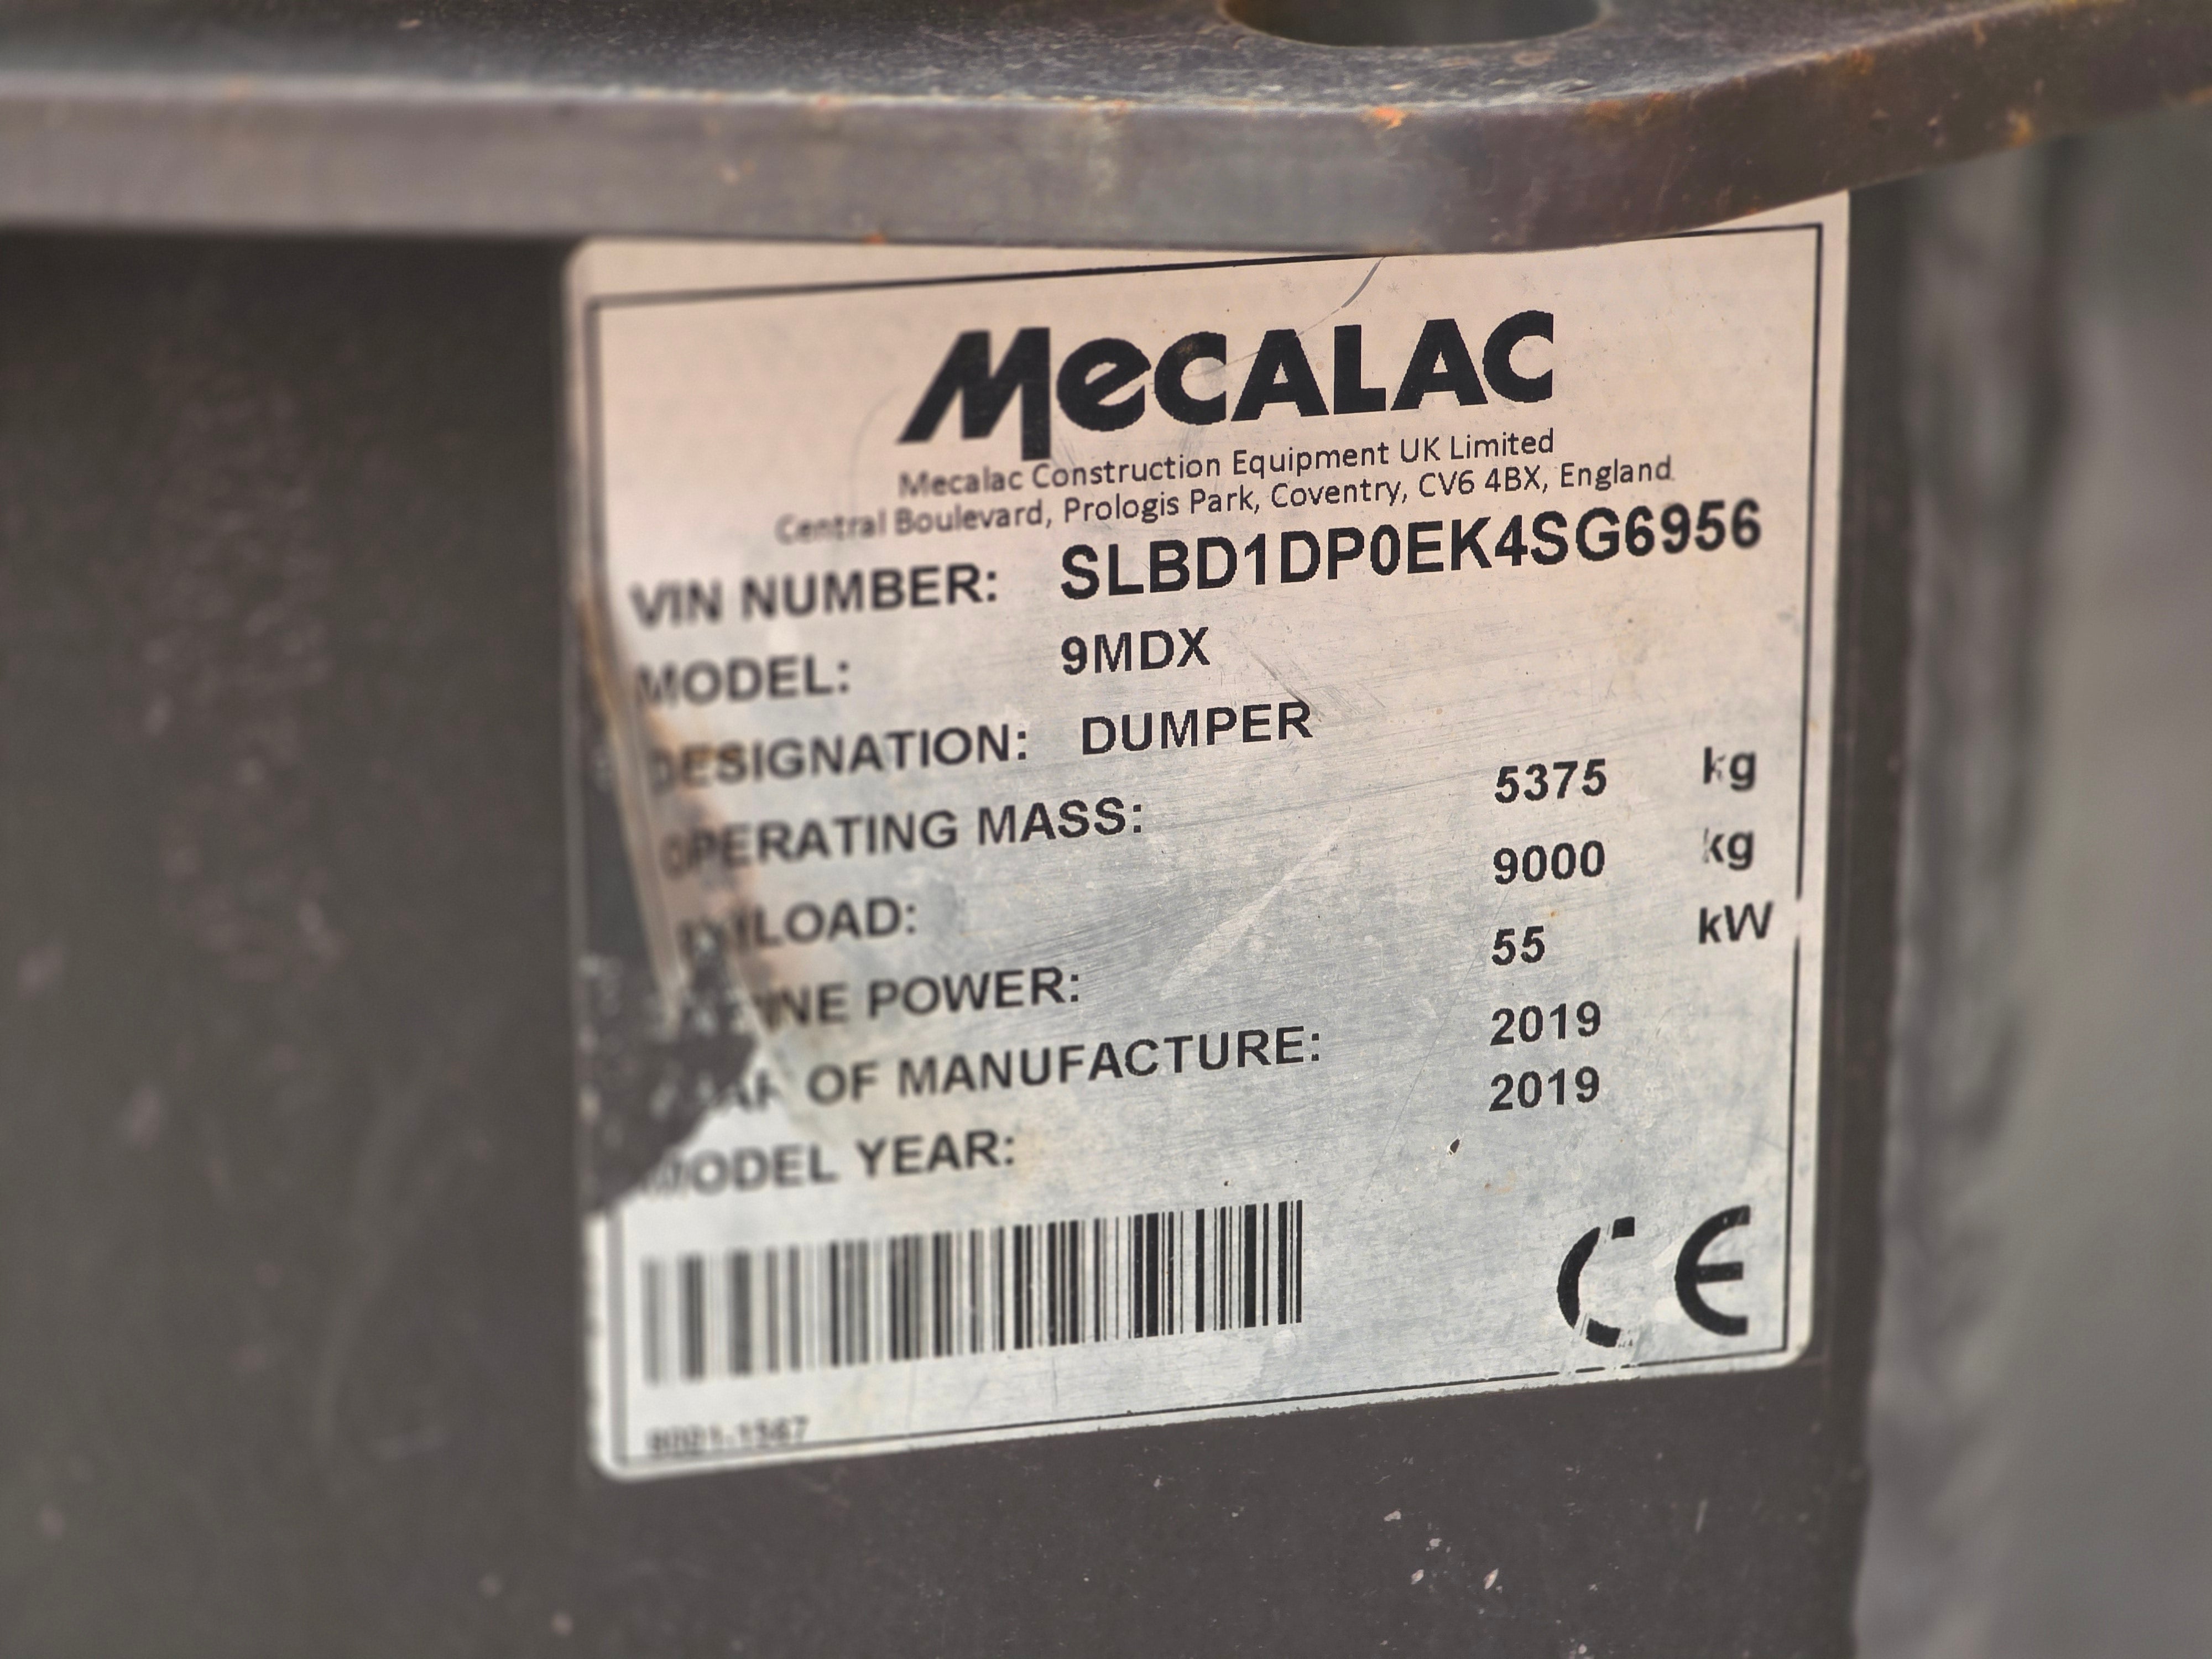 MeCALAC
Mecalac Construction Equipment UK Limited
Central Boulevard, Prologis Park, Coventry, CV6 4BX, England
VIN NUMBER: SLBD1DP0EK4SG6956
MODEL: 9MDX
DESIGNATION: DUMPER
OPERATING MASS: 5375 kg
9000 kg
POWER: 55 kW
OF MANUFACTURE: 2019
MODEL YEAR: 2019
CE